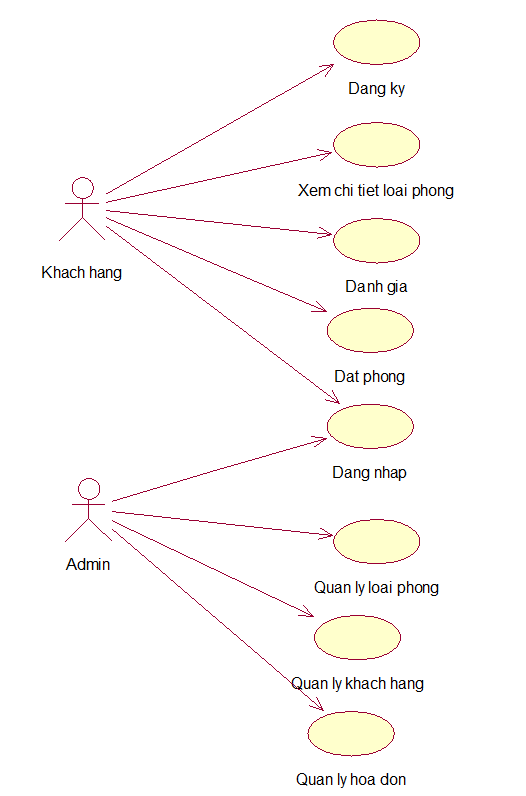 Dang ky
Xem chi tiet loai phong
Khach hang
Danh gia
Dat phong
Dang nhap
Admin
Quan ly loai phong
Quan ly khach hang
Quan ly hoa don